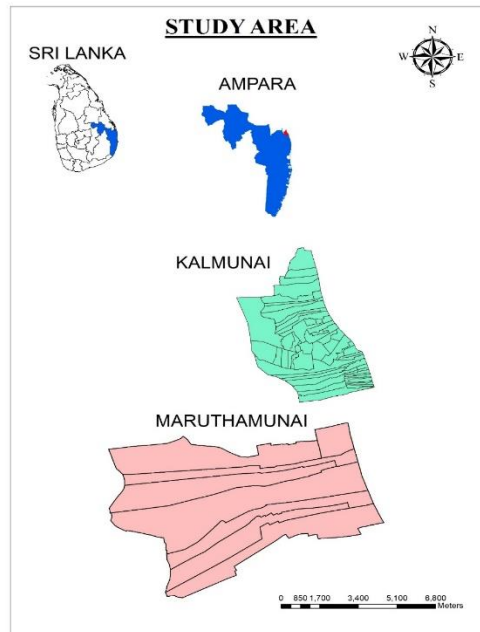 STUDY AREA
SRI LANKA
AMPARA
N
W E
S
KALMUNAI
MARUTHAMUNAI
0 850 1,700 3,400 5,100 6,800
Meters